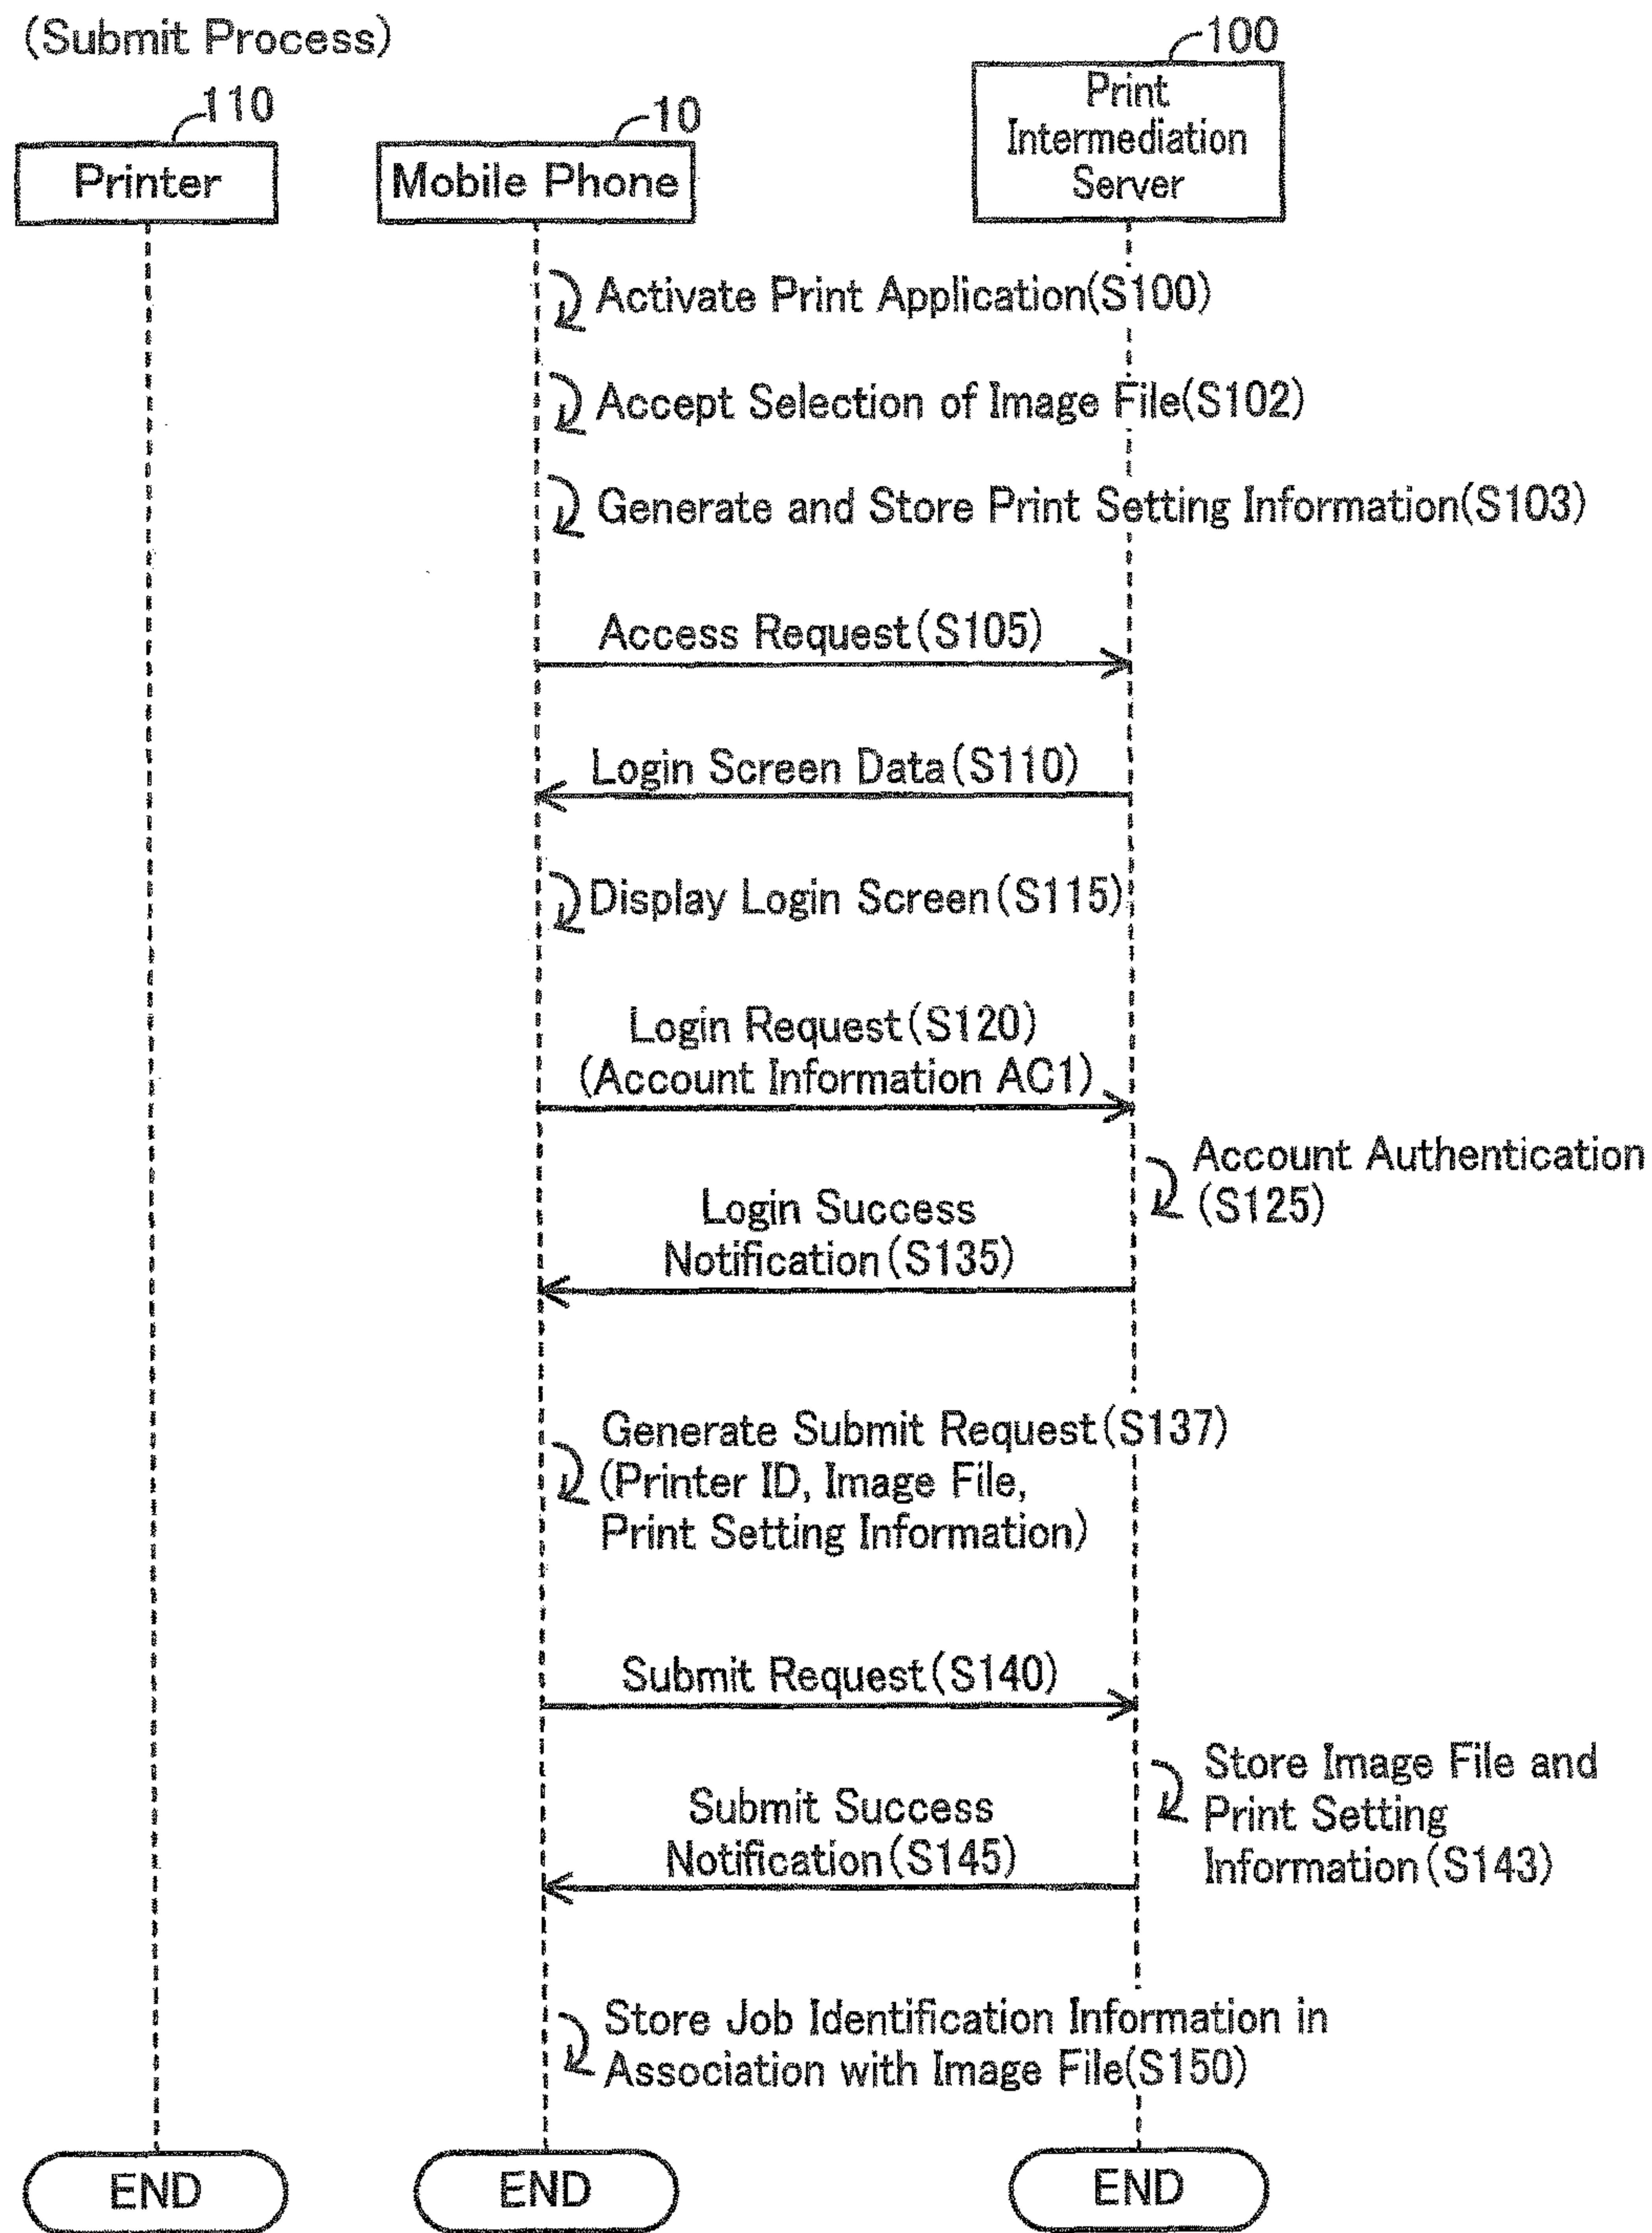 (Submit Process)
100
110
10
Print
Intermediation
Server
Printer
Mobile Phone
Activate Print Application(S100)
Accept Selection of Image File(S102)
Generate and Store Print Setting Information(S103)
Access Request(S105)
Login Screen Data(S110)
Display Login Screen(S115)
Login Request(S120)
(Account Information AC1)
Account Authentication
(S125)
Login Success
Notification(S135)
Generate Submit Request(S137)
(Printer ID, Image File,
Print Setting Information)
Submit Request(S140)
Store Image File and
Print Setting
Information(S143)
Submit Success
Notification(S145)
Store Job Identification Information in
Association with Image File(S150)
END
END
END